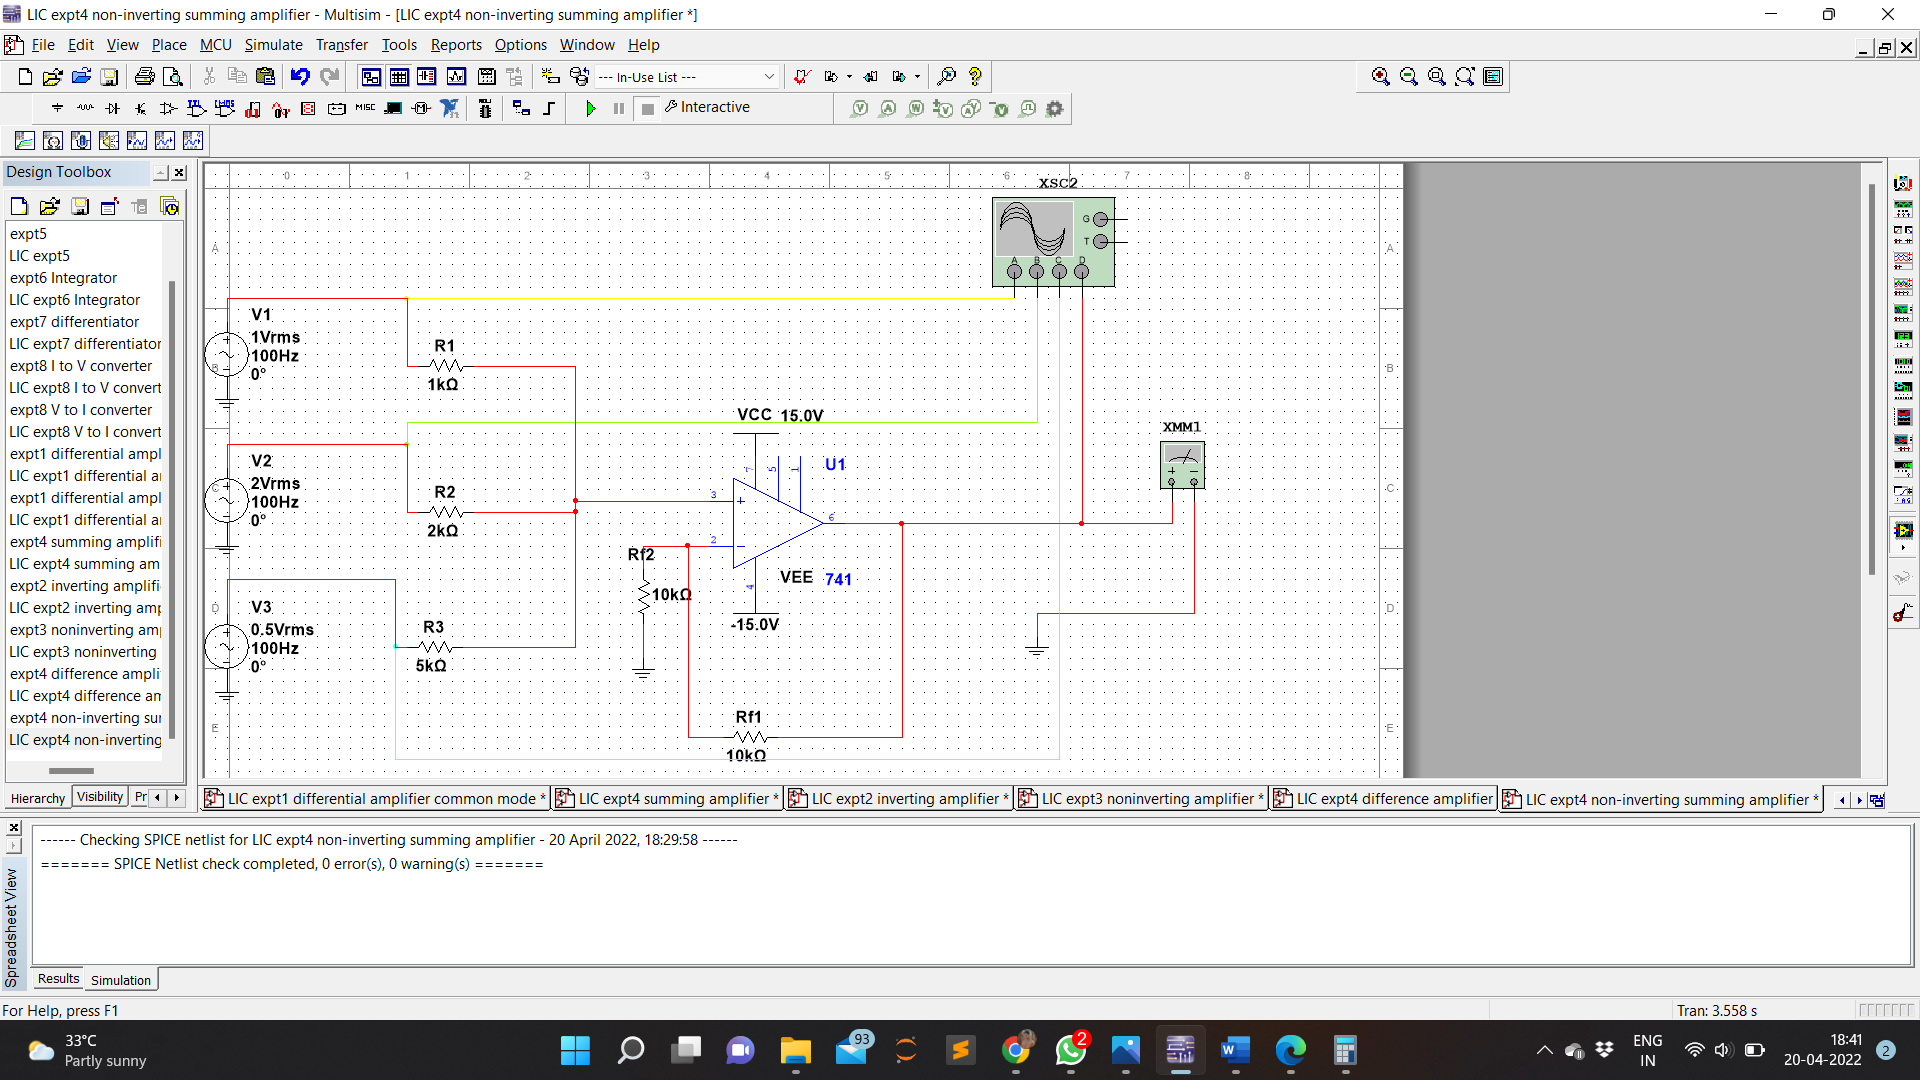 LIC expt4 non-inverting summing amplifier - Multisim - [LIC expt4 non-inverting summing amplifier *]
File Edit View Place MCU Simulate Transfer Tools Reports Options Window Help
--- In-Use List ---
MISC
Interactive
Design Toolbox
expt5
LIC expt5
expt6 Integrator
LIC expt6 Integrator
expt7 differentiator
LIC expt7 differentiator
expt8 I to V converter
LIC expt8 I to V convert
expt8 V to I converter
LIC expt8 V to I convert
expt1 differential ampl
LIC expt1 differential a
expt1 differential ampl
LIC expt1 differential a
expt4 summing amplifi
LIC expt4 summing am
expt2 inverting amplifi
LIC expt2 inverting amp
expt3 noninverting am
LIC expt3 noninverting
expt4 difference ampli
LIC expt4 difference am
expt4 non-inverting su
LIC expt4 non-inverting
Hierarchy Visibility Pr
0 1 2 3 4 5 6 7 8
A B C D E
A B C D E
XSC2
G
T
A B C D
V1
1Vrms
100Hz
0°
R1
1kΩ
V2
2Vrms
100Hz
0°
R2
2kΩ
V3
0.5Vrms
100Hz
0°
R3
5kΩ
VCC 15.0V
U1
7 5 1
3
6
2
4
VEE 741
-15.0V
Rf2
10kΩ
Rf1
10kΩ
XMM1
LIC expt1 differential amplifier common mode * LIC expt4 summing amplifier * LIC expt2 inverting amplifier * LIC expt3 noninverting amplifier * LIC expt4 difference amplifier LIC expt4 non-inverting summing amplifier *
Spreadsheet View
------ Checking SPICE netlist for LIC expt4 non-inverting summing amplifier - 20 April 2022, 18:29:58 ------
======= SPICE Netlist check completed, 0 error(s), 0 warning(s) =======
Results Simulation
For Help, press F1
Tran: 3.558 s
33°C
Partly sunny
93
2
ENG
IN
18:41
20-04-2022
2